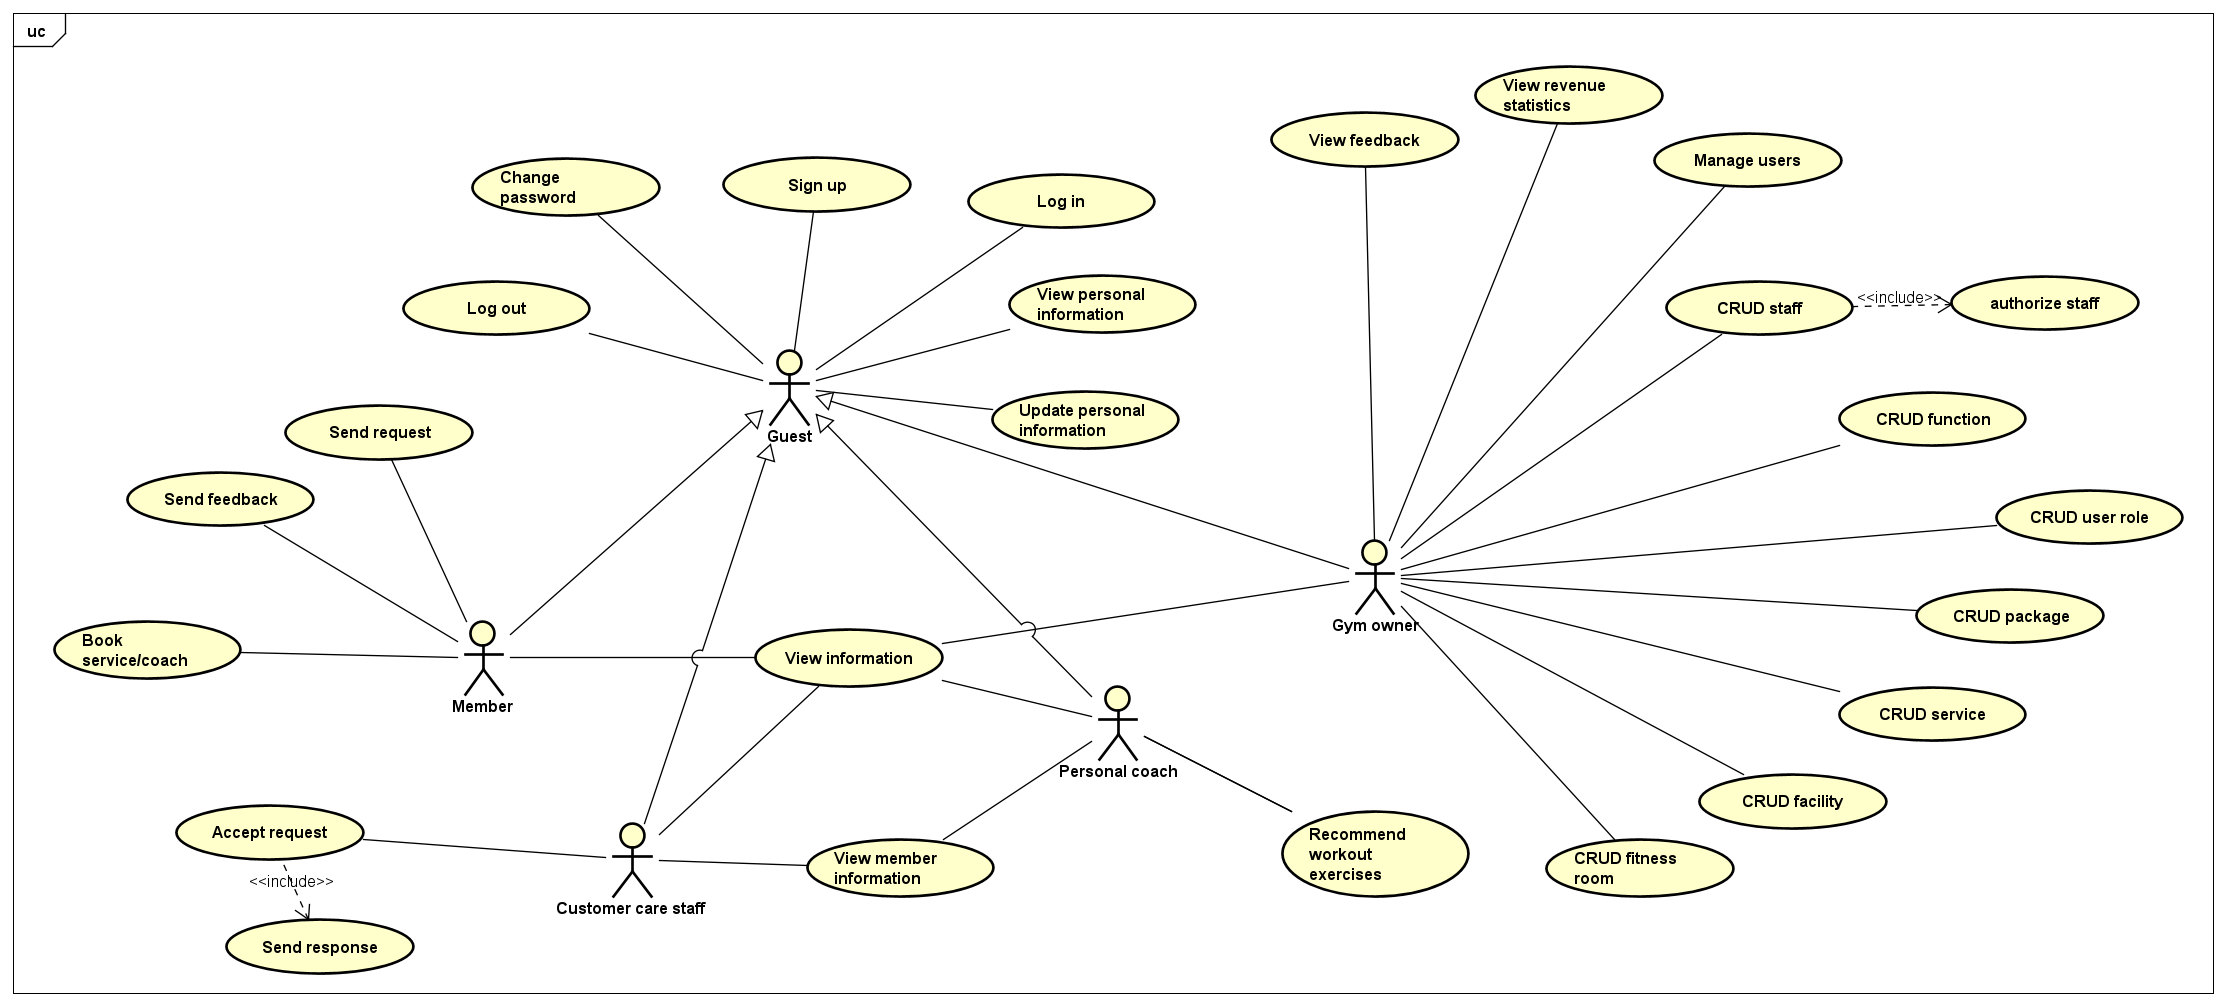 uc
View revenue
statistics
View feedback
Manage users
Change
password
Sign up
Log in
Log out
View personal
information
CRUD staff
<<include>>
authorize staff
Update personal
information
Guest
Send request
CRUD function
Send feedback
CRUD user role
Book
service/coach
Member
View information
Gym owner
CRUD package
CRUD service
Personal coach
CRUD facility
Accept request
<<include>>
Send response
Customer care staff
View member
information
Recommend
workout
exercises
CRUD fitness
room